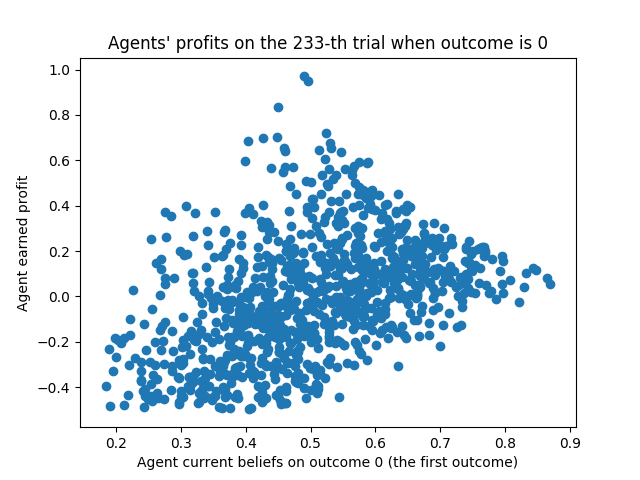 Agents' profits on the 233-th trial when outcome is 0
1.0
0.8
0.6
0.4
0.2
0.0
−0.2
−0.4
Agent earned profit
0.2 0.3 0.4 0.5 0.6 0.7 0.8 0.9
Agent current beliefs on outcome 0 (the first outcome)